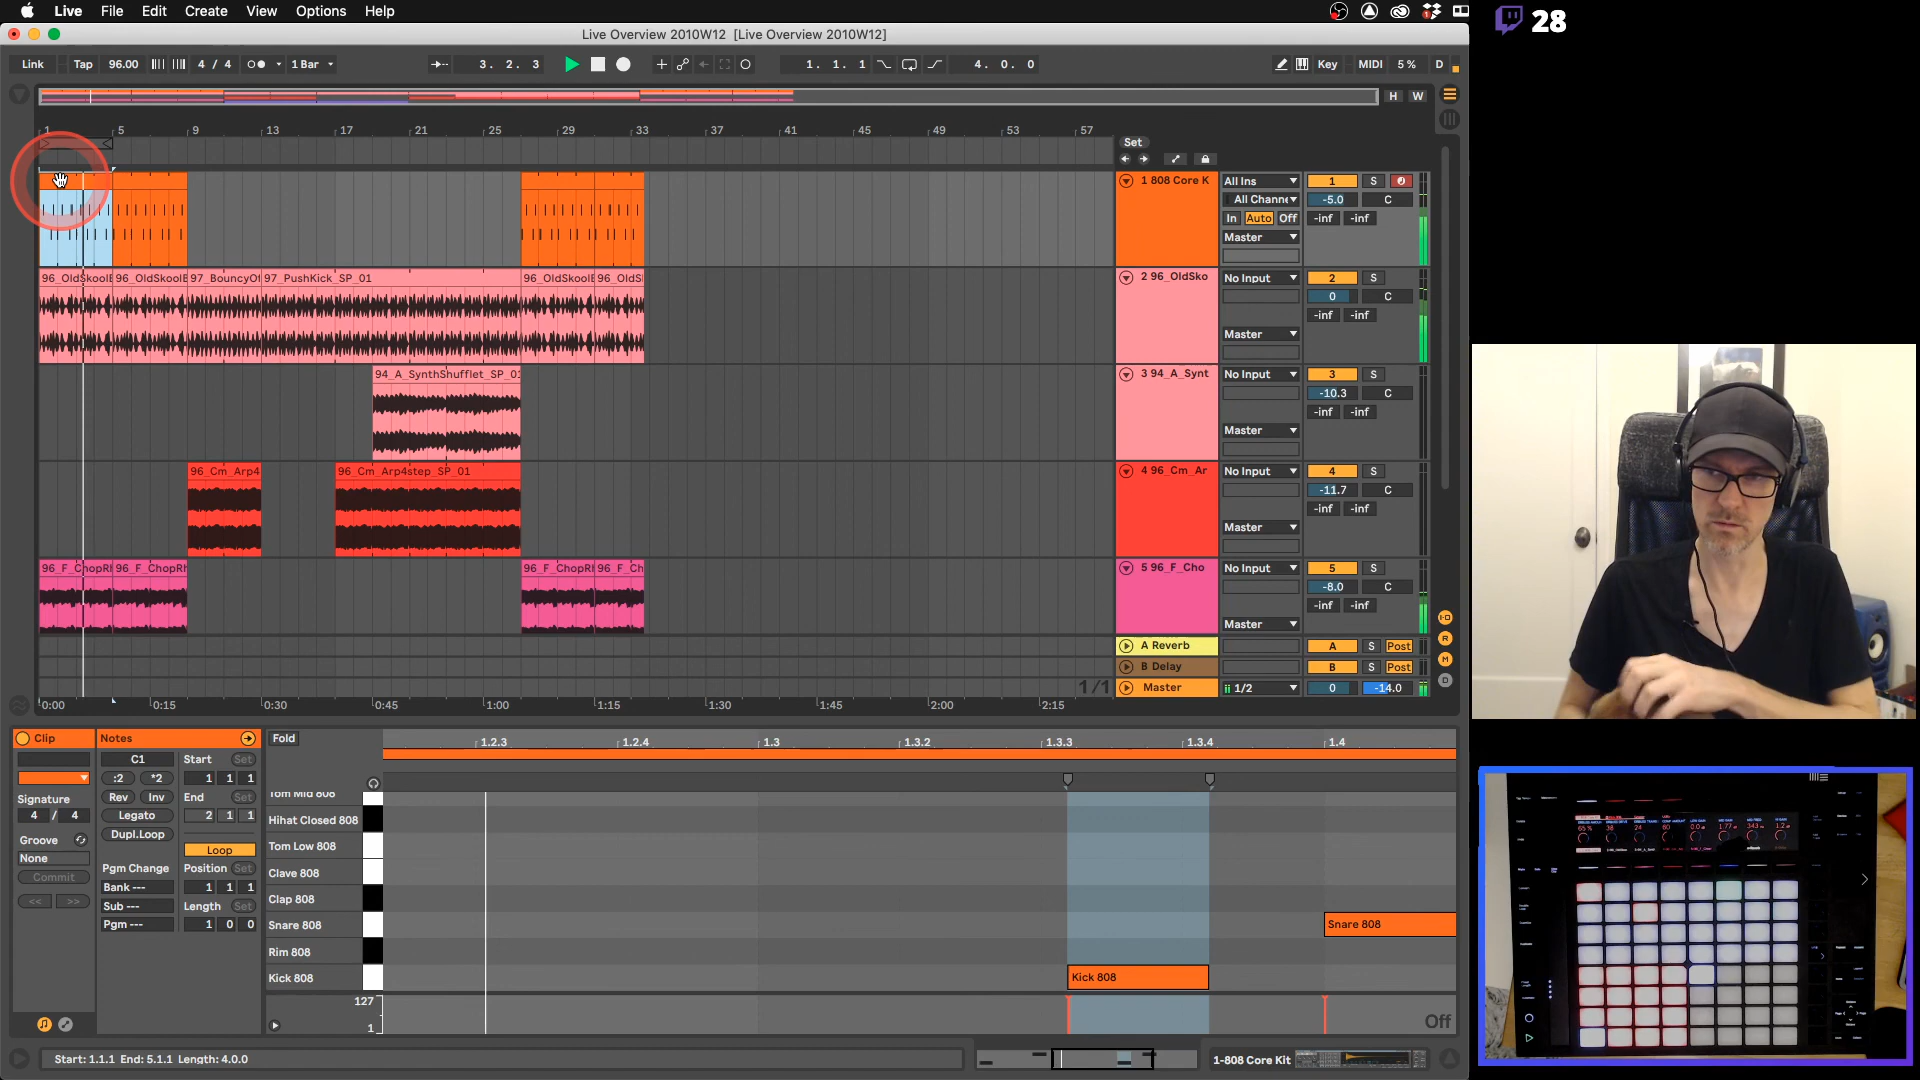 Live File Edit Create View Options Help
28
Live Overview 2010W12 [Live Overview 2010W12]
Link Tap 96.00 4 / 4 1 Bar 3. 2. 3 1. 1. 1 4. 0. 0 Key MIDI 5 % D
H W
1 5 9 13 17 21 25 29 33 37 41 45 49 53 57
Set
1 808 Core K All Ins 1 S
All Channe -5.0 C
In Auto Off -inf -inf
Master
96_OldSkoolB 96_OldSkoolB 97_BouncyOf 97_PushKick_SP_01 96_OldSkoolB 96_OldS
2 96_OldSko No Input 2 S
0 C
-inf -inf
Master
94_A_SynthShufflet_SP_01
3 94_A_Synt No Input 3 S
-10.3 C
-inf -inf
Master
96_Cm_Arp4 96_Cm_Arp4step_SP_01
4 96_Cm_Ar No Input 4 S
-11.7 C
-inf -inf
Master
96_F_ChopRh 96_F_ChopRh 96_F_ChopRh 96_F_Ch
5 96_F_Cho No Input 5 S
-8.0 C
-inf -inf
Master
A Reverb A S Post
B Delay B S Post
1/1 Master 1/2 0 -14.0
0:00 0:15 0:30 0:45 1:00 1:15 1:30 1:45 2:00 2:15
Clip Notes Fold
1.2.3 1.2.4 1.3 1.3.2 1.3.3 1.3.4 1.4
C1 Start Set
:2 *2 1 1 1
Signature Rev Inv End Set
4 / 4 Legato 2 1 1
Groove Dupl.Loop
None Loop
Commit Pgm Change Position Set
Bank --- 1 1 1
<< >> Sub --- Length Set
Pgm --- 1 0 0
Tom Mid 808
Hihat Closed 808
Tom Low 808
Clave 808
Clap 808
Snare 808 Snare 808
Rim 808
Kick 808 Kick 808
127
1 Off
Start: 1.1.1 End: 5.1.1 Length: 4.0.0
1-808 Core Kit